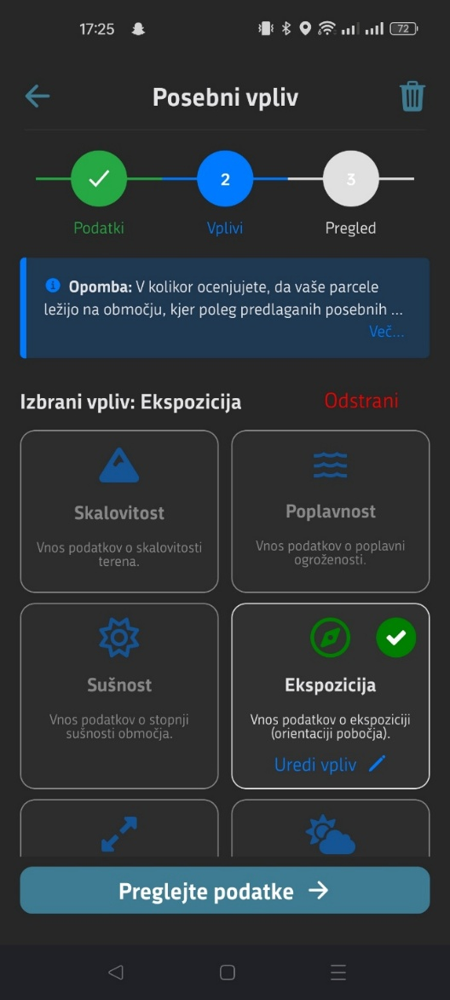 17:25
72
Posebni vpliv
2
3
Podatki
Vplivi
Pregled
Opomba: V kolikor ocenjujete, da vaše parcele
ležijo na območju, kjer poleg predlaganih posebnih ...
Več...
Izbrani vpliv: Ekspozicija
Odstrani
Skalovitost
Vnos podatkov o skalovitosti
terena.
Poplavnost
Vnos podatkov o poplavni
ogroženosti.
Sušnost
Vnos podatkov o stopnji
sušnosti območja.
Ekspozicija
Vnos podatkov o ekspoziciji
(orientaciji pobočja).
Uredi vpliv
Preglejte podatke